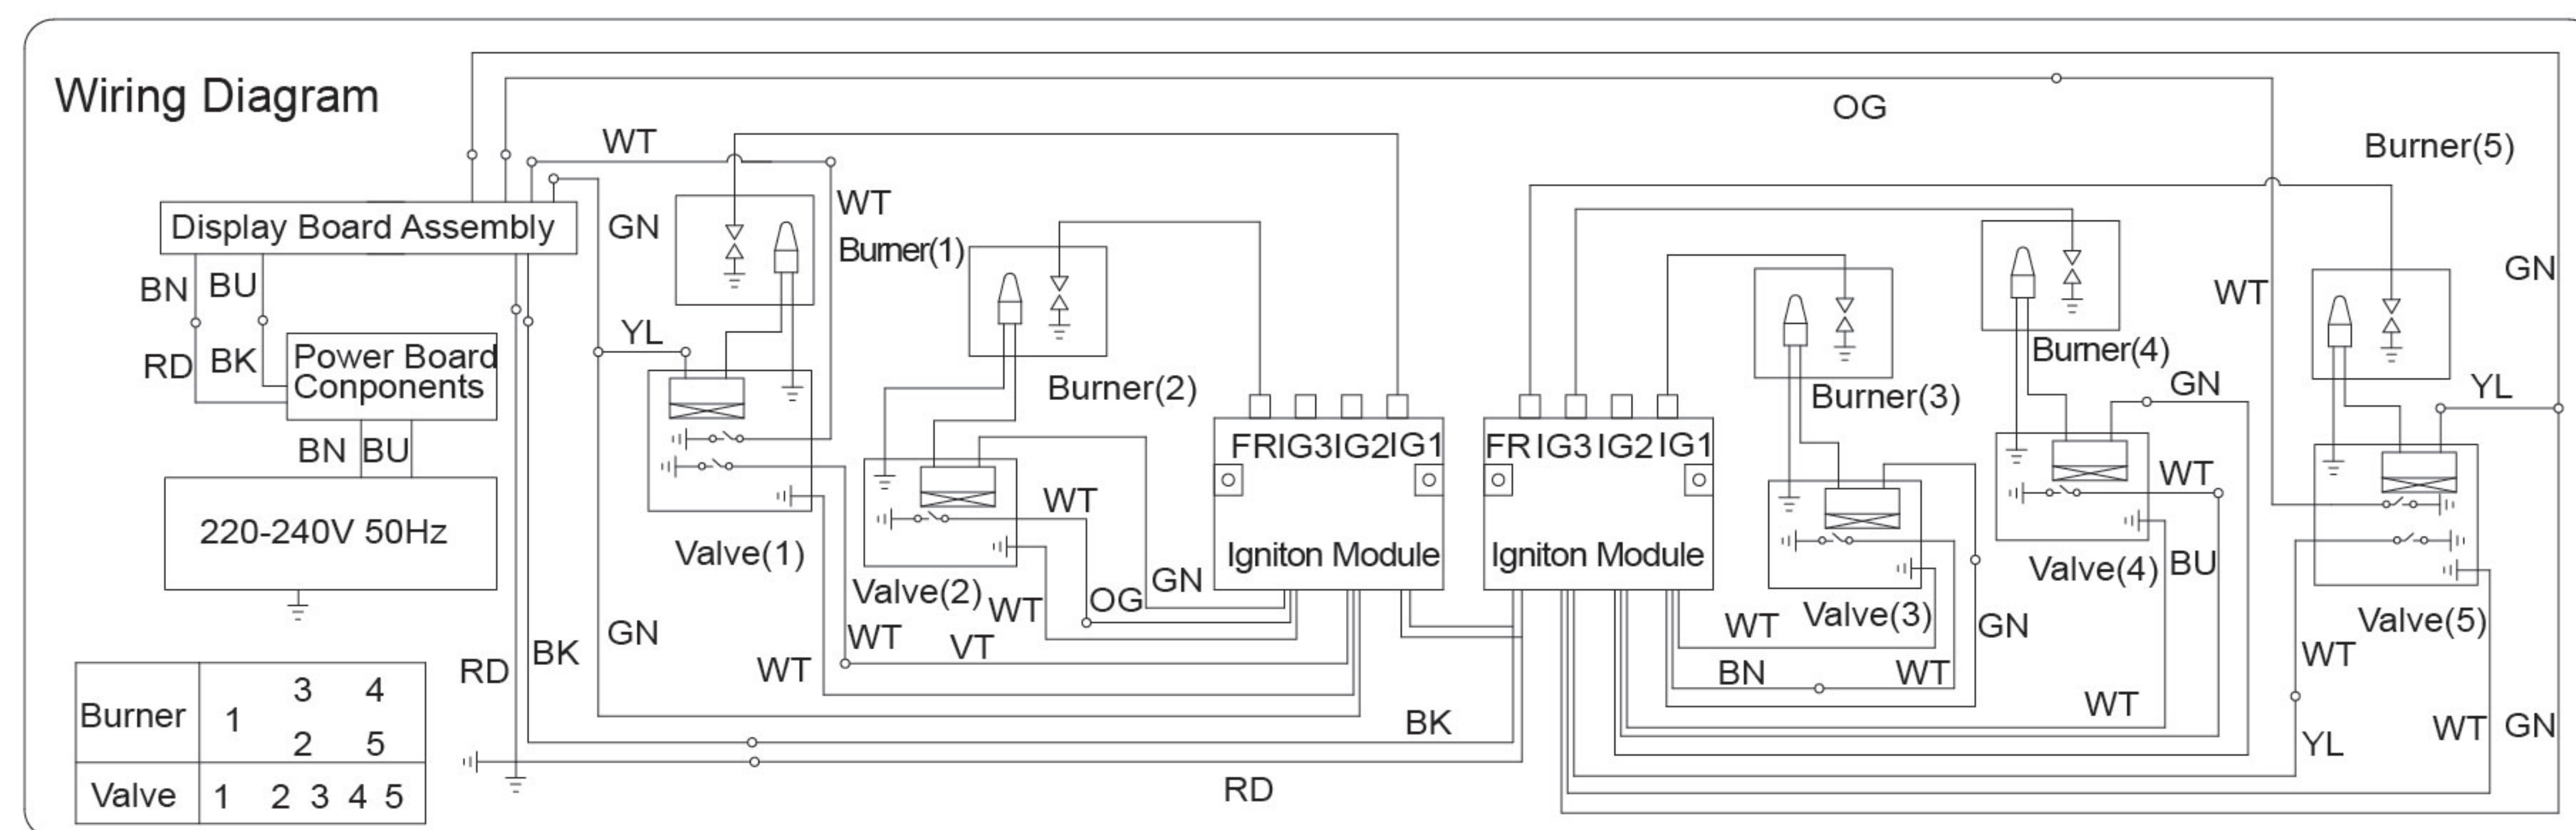 Wiring Diagram
OG
WT
Burner(5)
WT
GN
Display Board Assembly
Burner(1)
GN
BN
BU
WT
YL
Power Board
Conponents
RD
BK
Burner(4)
Burner(2)
Burner(3)
GN
YL
BN
BU
FR IG3 IG2 IG1
FR IG3 IG2 IG1
WT
WT
220-240V 50Hz
Valve(1)
Igniton Module
Igniton Module
Valve(4)
BU
GN
Valve(2)
WT
OG
Valve(3)
Valve(5)
GN
WT
WT
GN
VT
WT
RD
BK
WT
BN
WT
WT
BK
WT
GN
YL
RD
Burner
1
3 4
2 5
Valve
1 2 3 4 5